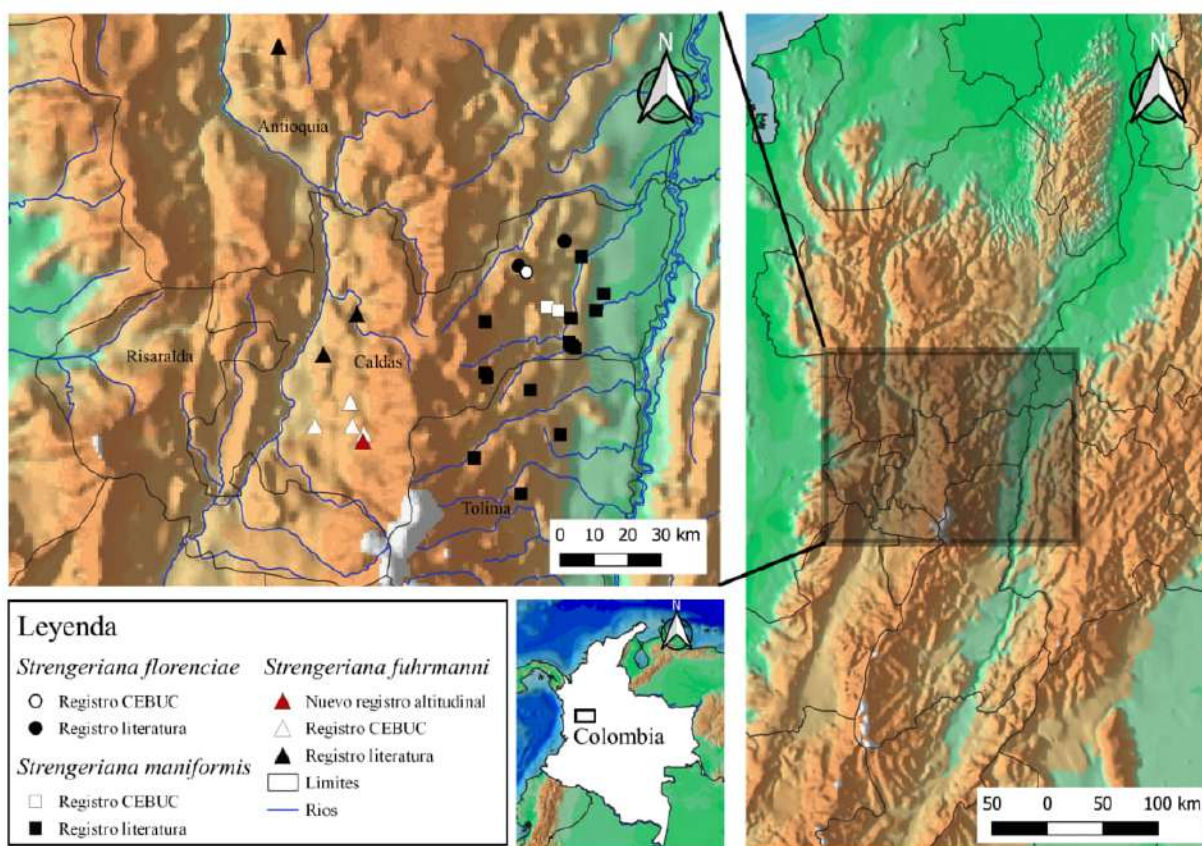 N
Antioquia
Risaralda
Caldas
Tolima
0 10 20 30 km
N
50 0 50 100 km
Leyenda
Strengeriana florenciae
Registro CEBUC
Registro literatura
Strengeriana maniformis
Registro CEBUC
Registro literatura
Strengeriana fuhrmanni
Nuevo registro altitudinal
Registro CEBUC
Registro literatura
Limites
Rios
N
Colombia